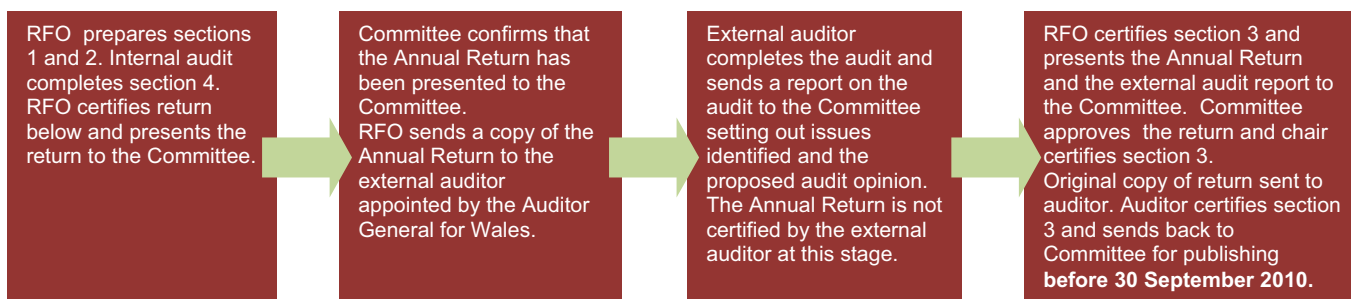 RFO prepares sections
1 and 2. Internal audit
completes section 4.
RFO certifies return
below and presents the
return to the Committee.
Committee confirms that
the Annual Return has
been presented to the
Committee.
RFO sends a copy of the
Annual Return to the
external auditor
appointed by the Auditor
General for Wales.
External auditor
completes the audit and
sends a report on the
audit to the Committee
setting out issues
identified and the
proposed audit opinion.
The Annual Return is not
certified by the external
auditor at this stage.
RFO certifies section 3 and
presents the Annual Return
and the external audit report to
the Committee. Committee
approves the return and chair
certifies section 3.
Original copy of return sent to
auditor. Auditor certifies section
3 and sends back to
Committee for publishing
before 30 September 2010.